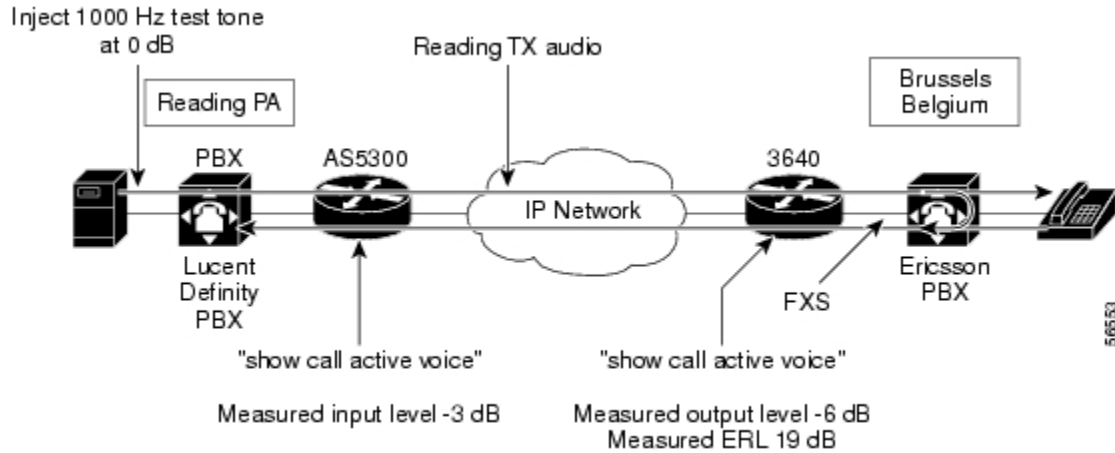 Inject 1000 Hz test tone
at 0 dB
Reading PA
Reading TX audio
Brussels
Belgium
PBX
AS5300
3640
IP Network
Lucent
Definity
PBX
FXS
Ericsson
PBX
"show call active voice"
"show call active voice"
Measured input level -3 dB
Measured output level -6 dB
Measured ERL 19 dB
56553